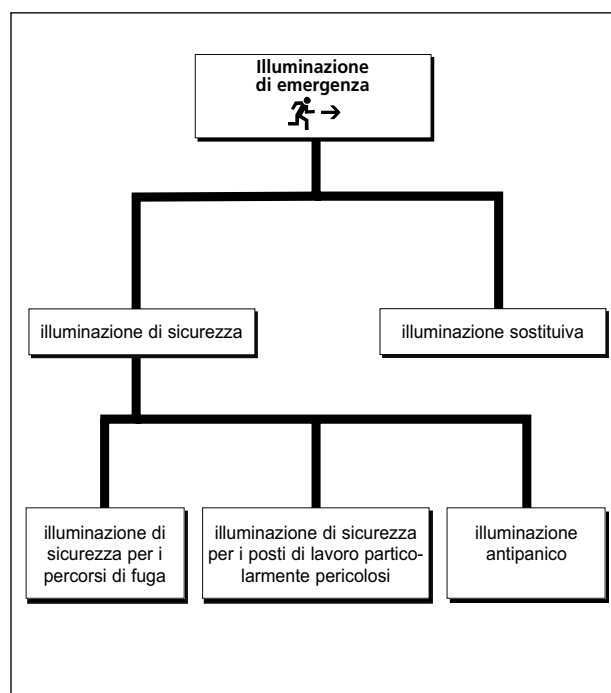 Illuminazione
di emergenza
illuminazione di sicurezza
illuminazione sostituiva
illuminazione di
sicurezza per i
percorsi di fuga
illuminazione di sicurezza
per i posti di lavoro partico-
larmente pericolosi
illuminazione
antipanico